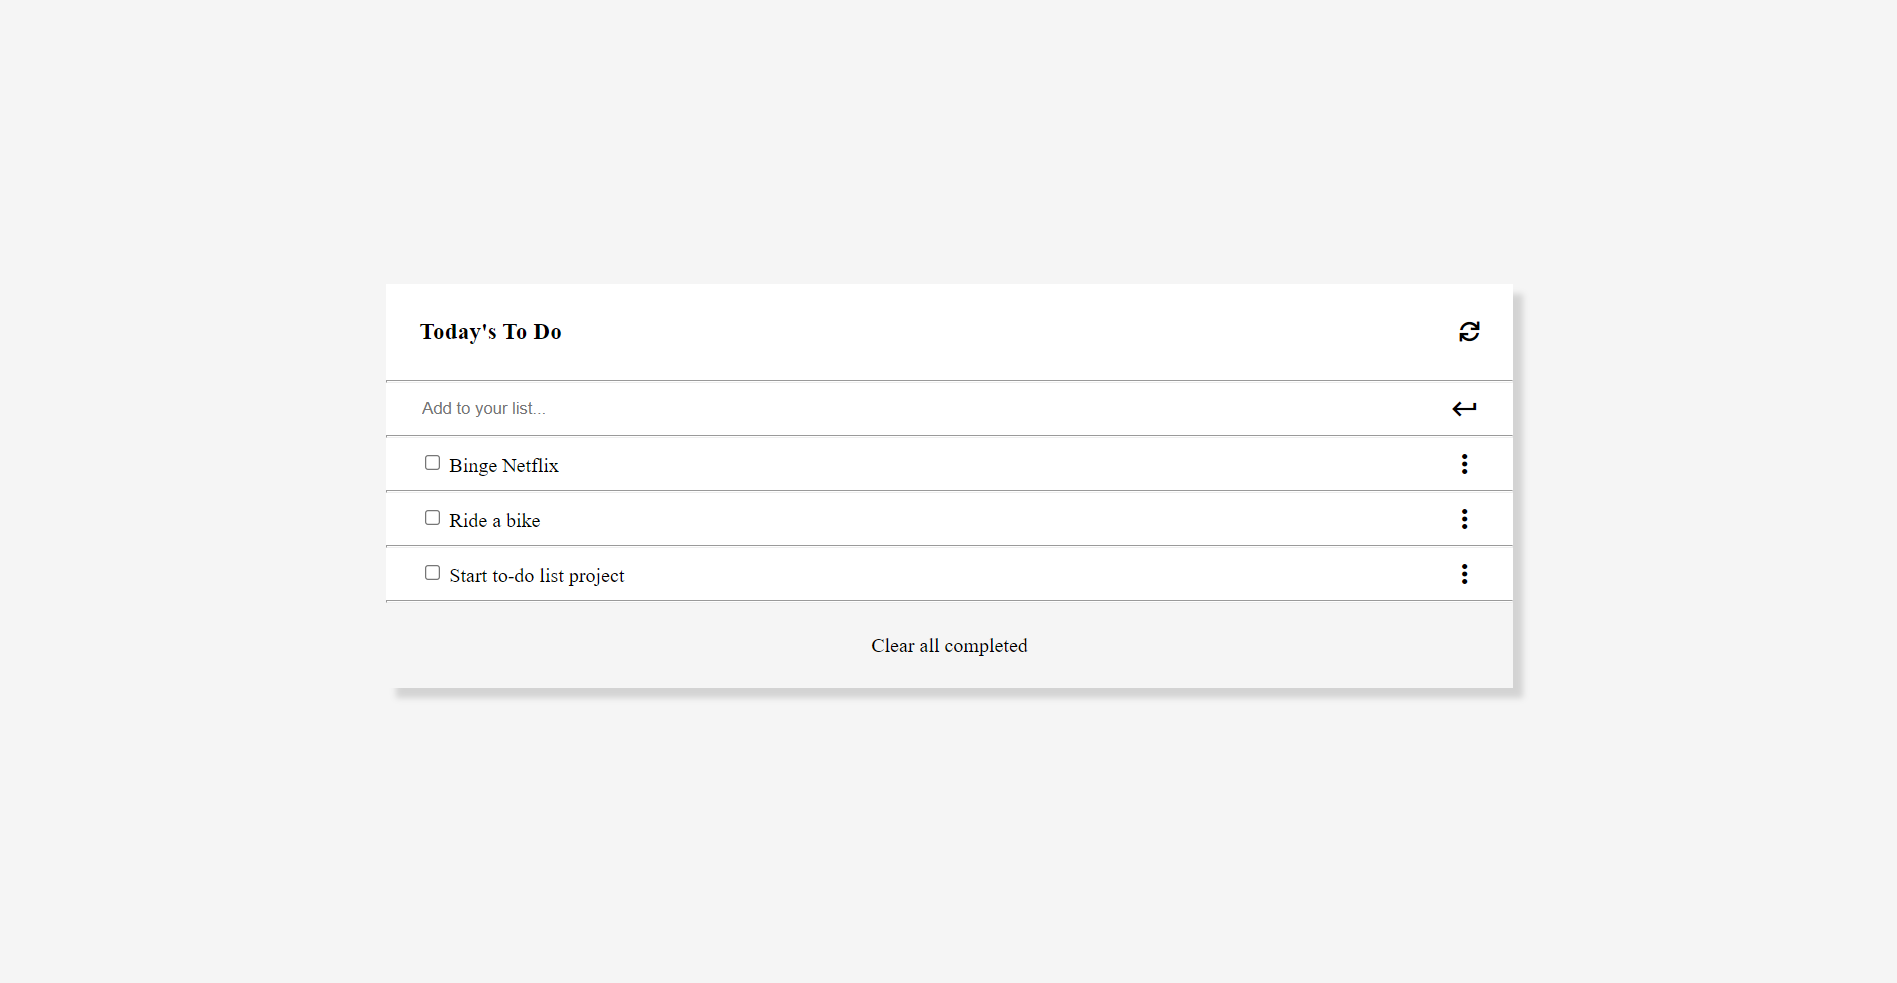 Today's To Do
Add to your list...
Binge Netflix
Ride a bike
Start to-do list project
Clear all completed